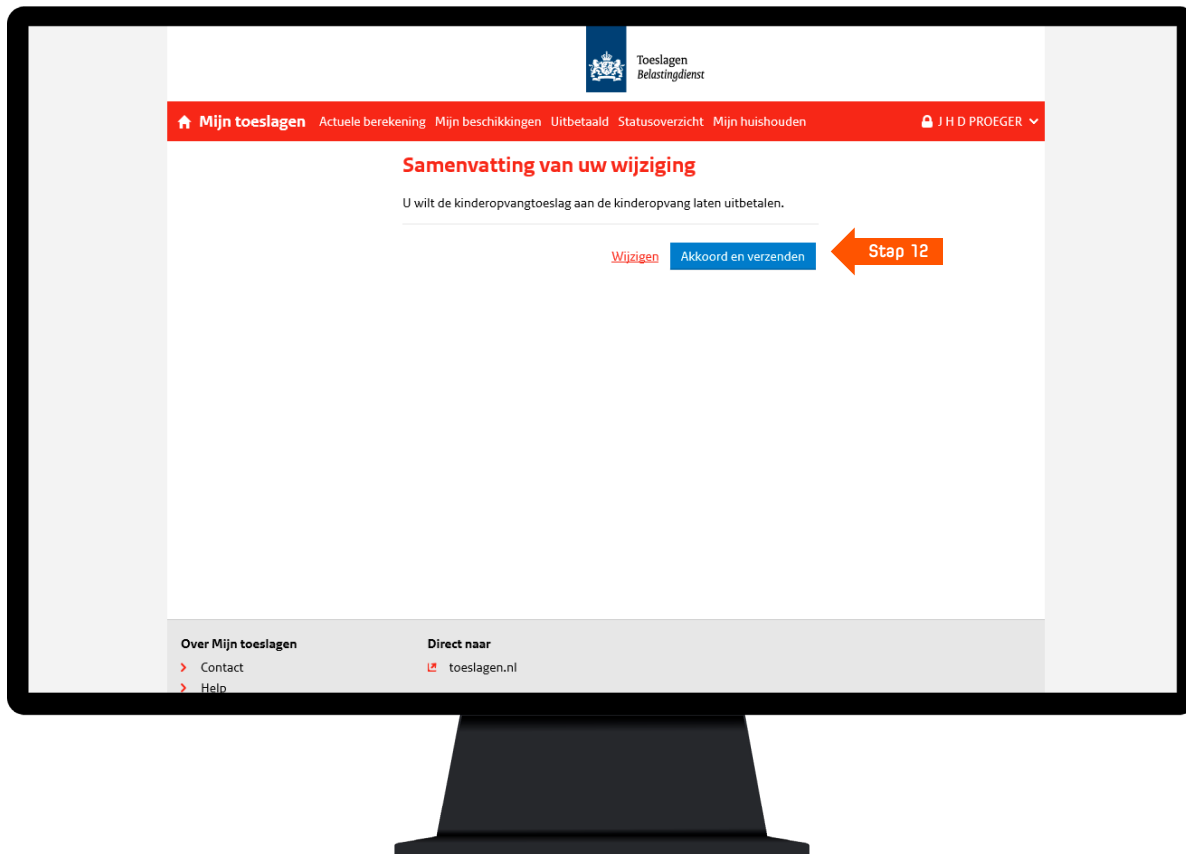 Toeslagen
Belastingdienst
Mijn toeslagen Actuele berekening Mijn beschikkingen Uitbetaald Statusoverzicht Mijn huishouden J H D PROEGER
Samenvatting van uw wijziging
U wilt de kinderopvangtoeslag aan de kinderopvang laten uitbetalen.
Wijzigen Akkoord en verzenden Stap 12
Over Mijn toeslagen Direct naar
Contact toeslagen.nl
Help